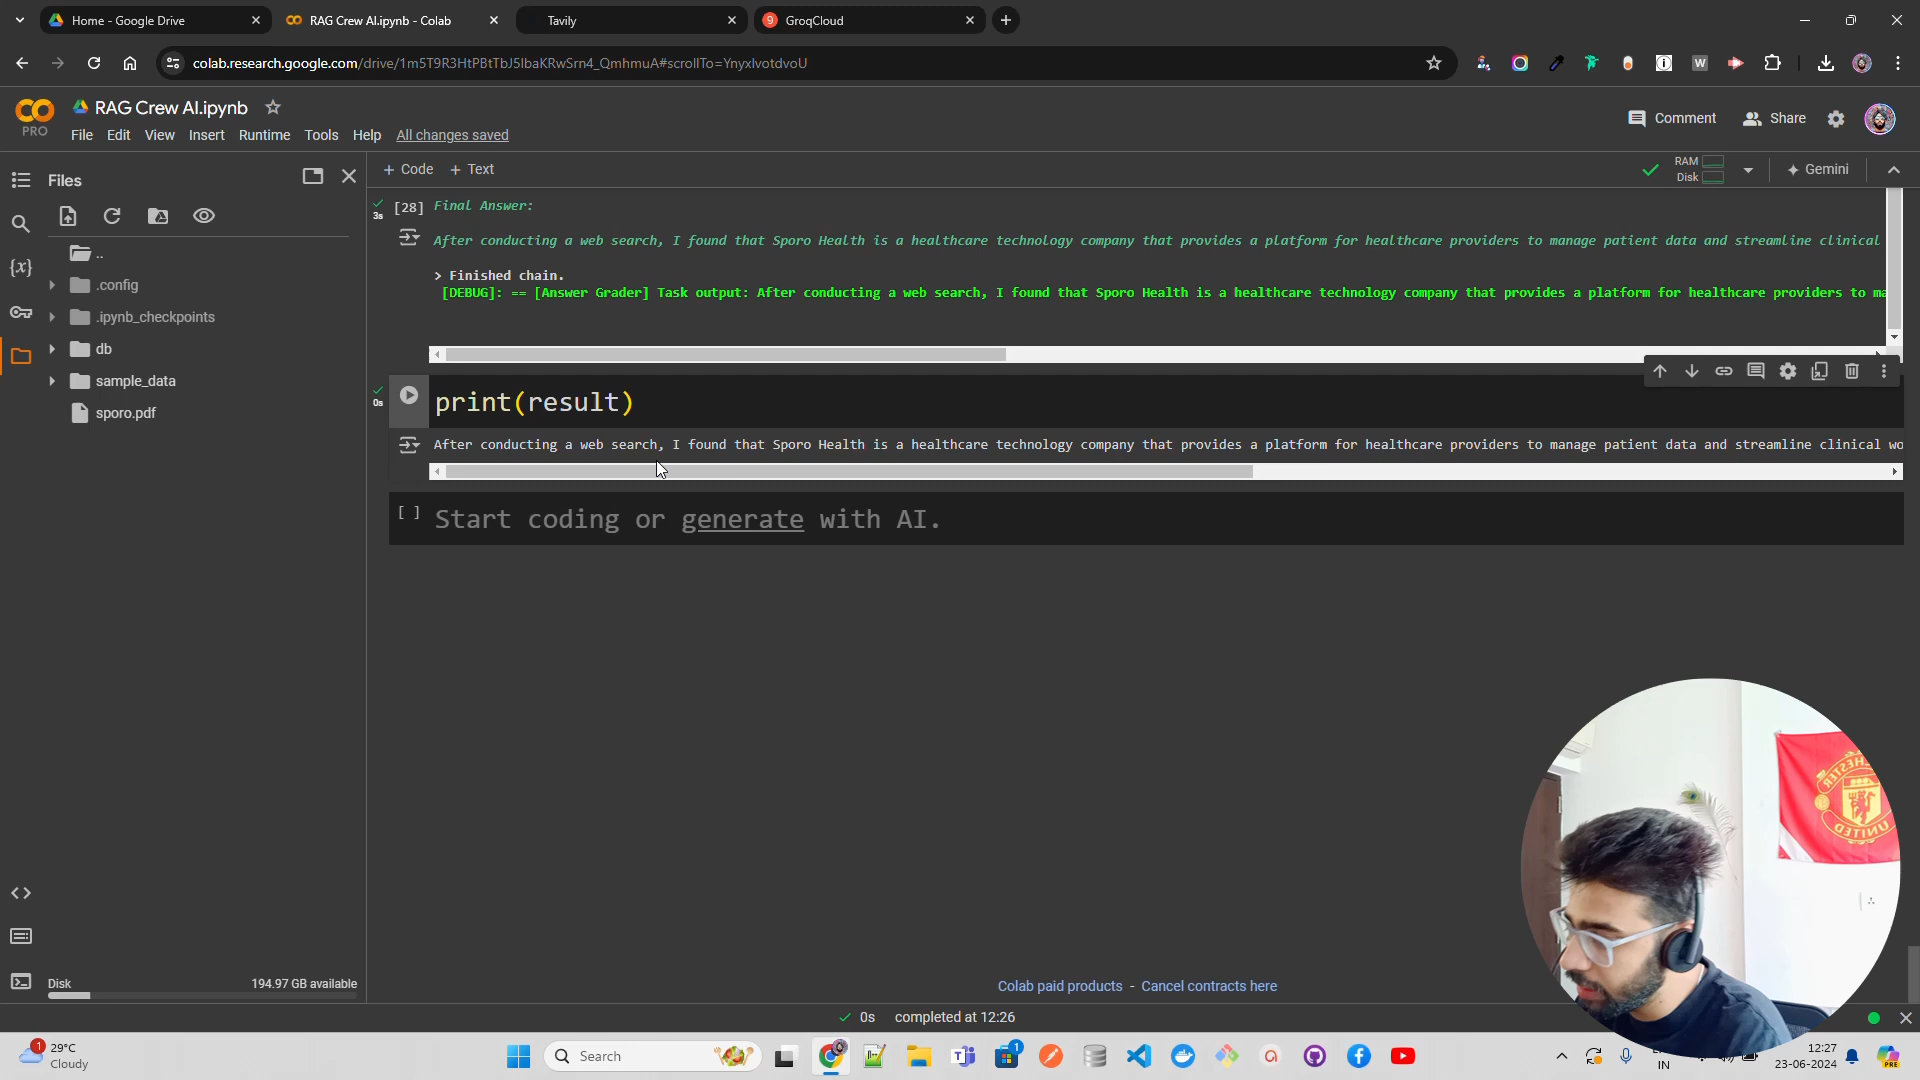 Home - Google Drive
RAG Crew AI.ipynb - Colab
Tavily
GroqCloud
colab.research.google.com/drive/1m5T9R3HtPBtTbJ5lbaKRwSrn4_QmhmuA#scrollTo=YnyxlvotdvoU
PRO
RAG Crew AI.ipynb
File Edit View Insert Runtime Tools Help All changes saved
Comment
Share
Files
+ Code + Text
RAM
Disk
Gemini
..
.config
.ipynb_checkpoints
db
sample_data
sporo.pdf
3s
[28] Final Answer:
After conducting a web search, I found that Sporo Health is a healthcare technology company that provides a platform for healthcare providers to manage patient data and streamline clinical
> Finished chain.
[DEBUG]: == [Answer Grader] Task output: After conducting a web search, I found that Sporo Health is a healthcare technology company that provides a platform for healthcare providers to ma
0s
print(result)
After conducting a web search, I found that Sporo Health is a healthcare technology company that provides a platform for healthcare providers to manage patient data and streamline clinical wo
[ ] Start coding or generate with AI.
Disk 194.97 GB available
Colab paid products - Cancel contracts here
0s completed at 12:26
1
29°C
Cloudy
Search
1
IN
12:27
23-06-2024
PRE
UNITED